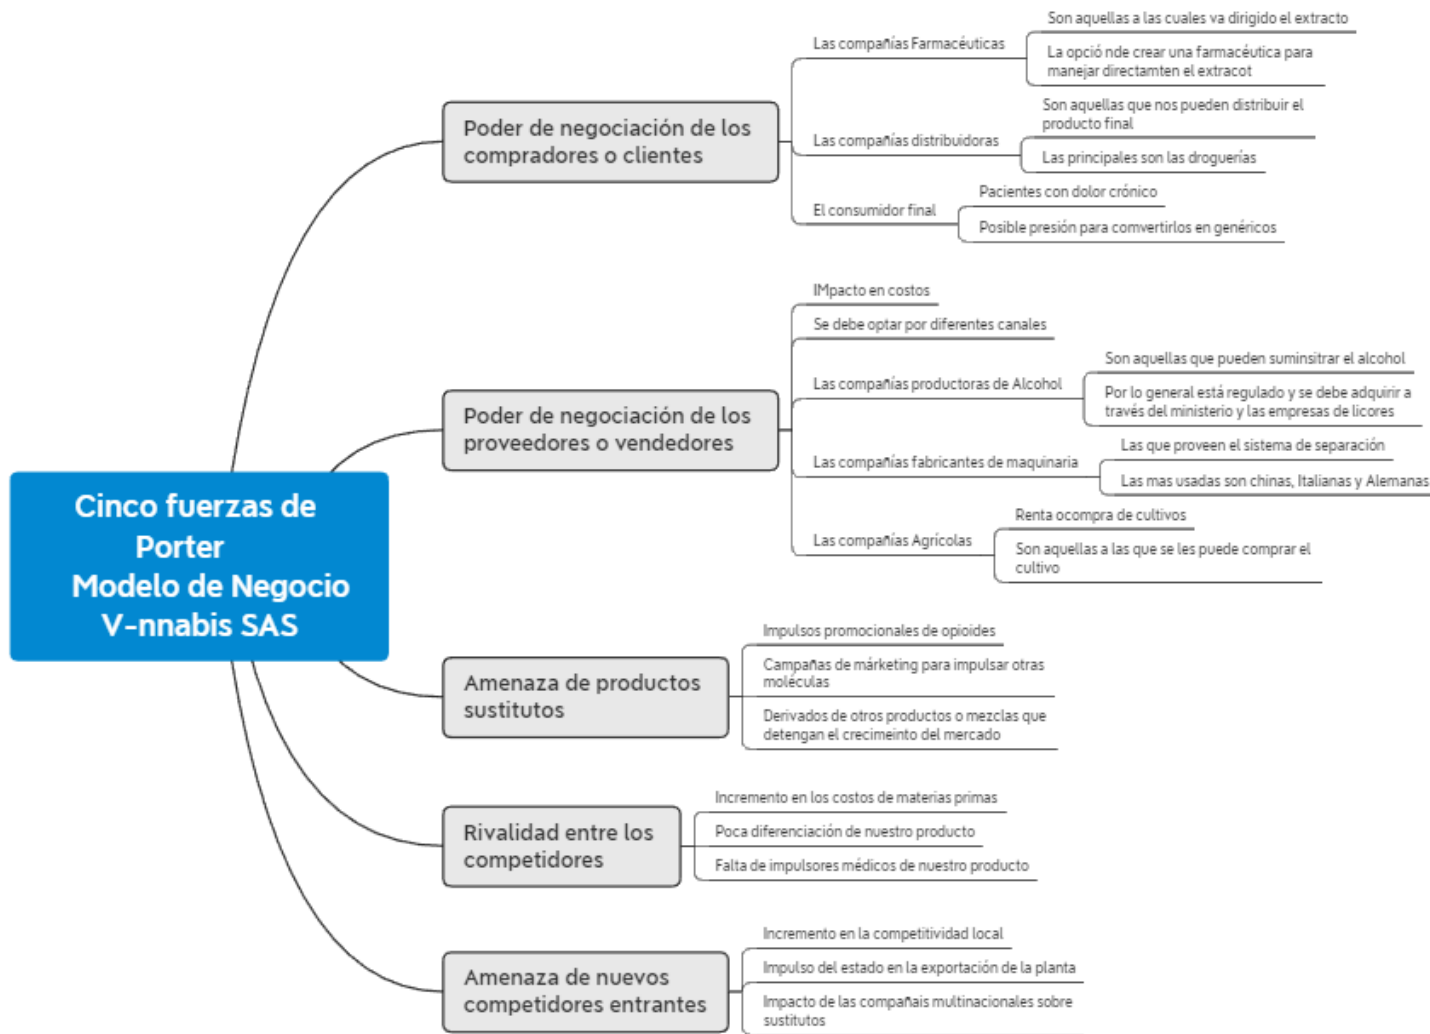 Cinco fuerzas de
Porter
Modelo de Negocio
V-nnabis SAS
Poder de negociación de los
compradores o clientes
Las compañías Farmacéuticas
Son aquellas a las cuales va dirigido el extracto
La opció nde crear una farmacéutica para
manejar directamten el extracot
Las compañías distribuidoras
Son aquellas que nos pueden distribuir el
producto final
Las principales son las droguerías
El consumidor final
Pacientes con dolor crónico
Posible presión para comvertirlos en genéricos
Poder de negociación de los
proveedores o vendedores
IMpacto en costos
Se debe optar por diferentes canales
Las compañías productoras de Alcohol
Son aquellas que pueden suminsitrar el alcohol
Por lo general está regulado y se debe adquirir a
través del ministerio y las empresas de licores
Las compañías fabricantes de maquinaria
Las que proveen el sistema de separación
Las mas usadas son chinas, Italianas y Alemanas
Las compañías Agrícolas
Renta ocompra de cultivos
Son aquellas a las que se les puede comprar el
cultivo
Amenaza de productos
sustitutos
Impulsos promocionales de opioides
Campañas de márketing para impulsar otras
moléculas
Derivados de otros productos o mezclas que
detengan el crecimeinto del mercado
Rivalidad entre los
competidores
Incremento en los costos de materias primas
Poca diferenciación de nuestro producto
Falta de impulsores médicos de nuestro producto
Amenaza de nuevos
competidores entrantes
Incremento en la competitividad local
Impulso del estado en la exportación de la planta
Impacto de las compañais multinacionales sobre
sustitutos